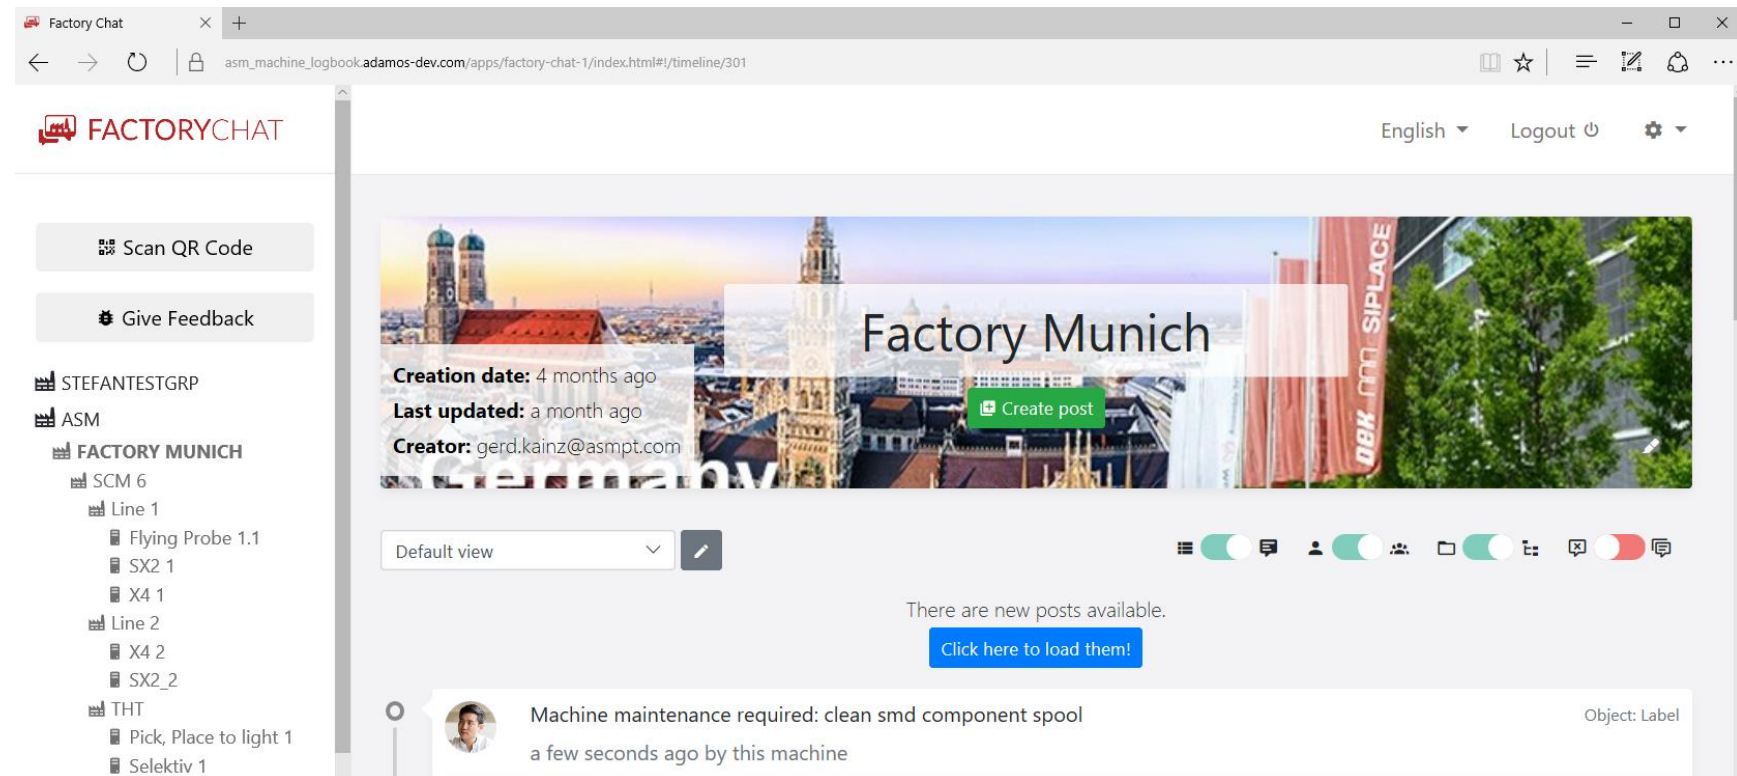 Factory Chat
asm_machine_logbook.adamos-dev.com/apps/factory-chat-1/index.html#!/timeline/301
FACTORYCHAT
English
Logout
Scan QR Code
Give Feedback
STEFANTESTGRP
ASM
FACTORY MUNICH
SCM 6
Line 1
Flying Probe 1.1
SX2 1
X4 1
Line 2
X4 2
SX2_2
THT
Pick, Place to light 1
Selektiv 1
Factory Munich
Create post
Creation date: 4 months ago
Last updated: a month ago
Creator: gerd.kainz@asmpt.com
Germany
DEK
SIPLACE
Default view
There are new posts available.
Click here to load them!
Machine maintenance required: clean smd component spool
Object: Label
a few seconds ago by this machine